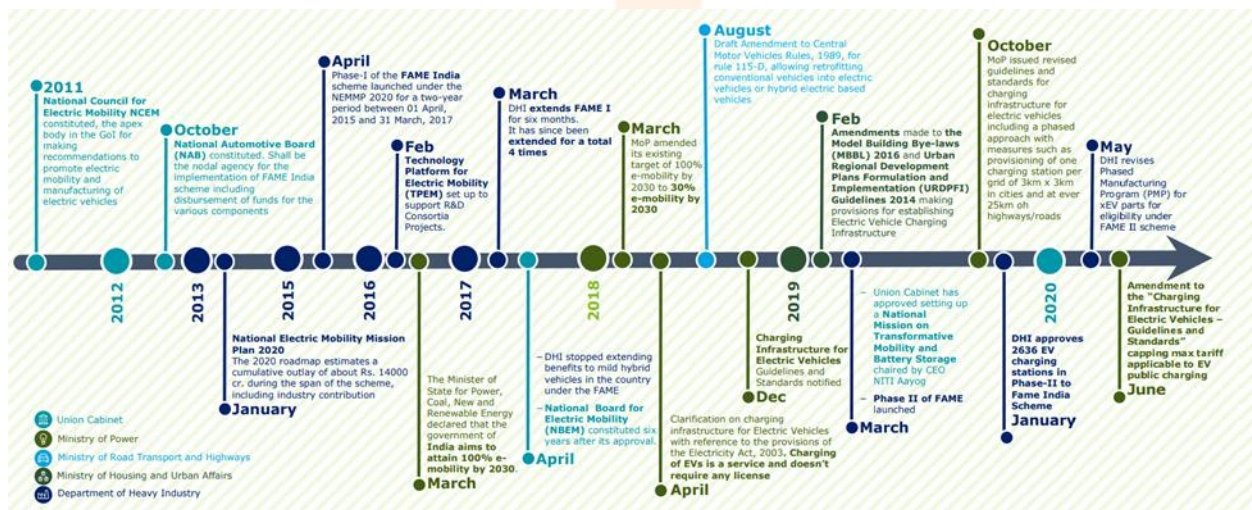 2011
National Council for
Electric Mobility NCEM
constituted, the apex
body in the GoI for
making
recommendations to
promote electric
mobility and
manufacturing of
electric vehicles
October
National Automotive Board
(NAB) constituted. Shall be
the nodal agency for the
implementation of FAME India
scheme including
disbursement of funds for the
various components
April
Phase-I of the FAME India
scheme launched under the
NEMMP 2020 for a two-year
period between 01 April,
2015 and 31 March, 2017
Feb
Technology
Platform for
Electric Mobility
(TPEM) set up to
support R&D
Consortia
Projects.
March
DHI extends FAME I
for six months.
It has since been
extended for a total
4 times
March
MoP amended
its existing
target of 100%
e-mobility by
2030 to 30%
e-mobility by
2030
August
Draft Amendment to Central
Motor Vehicles Rules, 1989, for
rule 115-D, allowing retrofitting
conventional vehicles into electric
vehicles or hybrid electric based
vehicles
Feb
Amendments made to the
Model Building Bye-laws
(MBBL) 2016 and Urban
Regional Development
Plans Formulation and
Implementation (URDPFI)
Guidelines 2014 making
provisions for establishing
Electric Vehicle Charging
Infrastructure
October
MoP issued revised
guidelines and
standards for
charging
infrastructure for
electric vehicles
including a phased
approach with
measures such as
provisioning of one
charging station per
grid of 3km x 3km
in cities and at ever
25km oh
highways/roads
May
DHI revises
Phased
Manufacturing
Program (PMP) for
xEV parts for
eligibility under
FAME II scheme
2012
2013
2015
2016
2017
2018
2019
2020
National Electric Mobility Mission
Plan 2020
The 2020 roadmap estimates a
cumulative outlay of about Rs. 14000
cr. during the span of the scheme,
including industry contribution
January
The Minister of
State for Power,
Coal, New and
Renewable Energy
declared that the
government of
India aims to
attain 100% e-
mobility by 2030.
March
– DHI stopped extending
benefits to mild hybrid
vehicles in the country
under the FAME
– National Board for
Electric Mobility
(NBEM) constituted six
years after its approval.
April
Clarification on charging
infrastructure for Electric Vehicles
with reference to the provisions of
the Electricity Act, 2003. Charging
of EVs is a service and doesn't
require any license
April
Charging
Infrastructure for
Electric Vehicles
Guidelines and
Standards notified
Dec
– Union Cabinet has
approved setting up
a National
Mission on
Transformative
Mobility and
Battery Storage
chaired by CEO
NITI Aayog
– Phase II of FAME
launched
March
DHI approves
2636 EV
charging
stations in
Phase-II to
Fame India
Scheme
January
Amendment to
the "Charging
Infrastructure for
Electric Vehicles –
Guidelines and
Standards"
capping max tariff
applicable to EV
public charging
June
Union Cabinet
Ministry of Power
Ministry of Road Transport and Highways
Ministry of Housing and Urban Affairs
Department of Heavy Industry